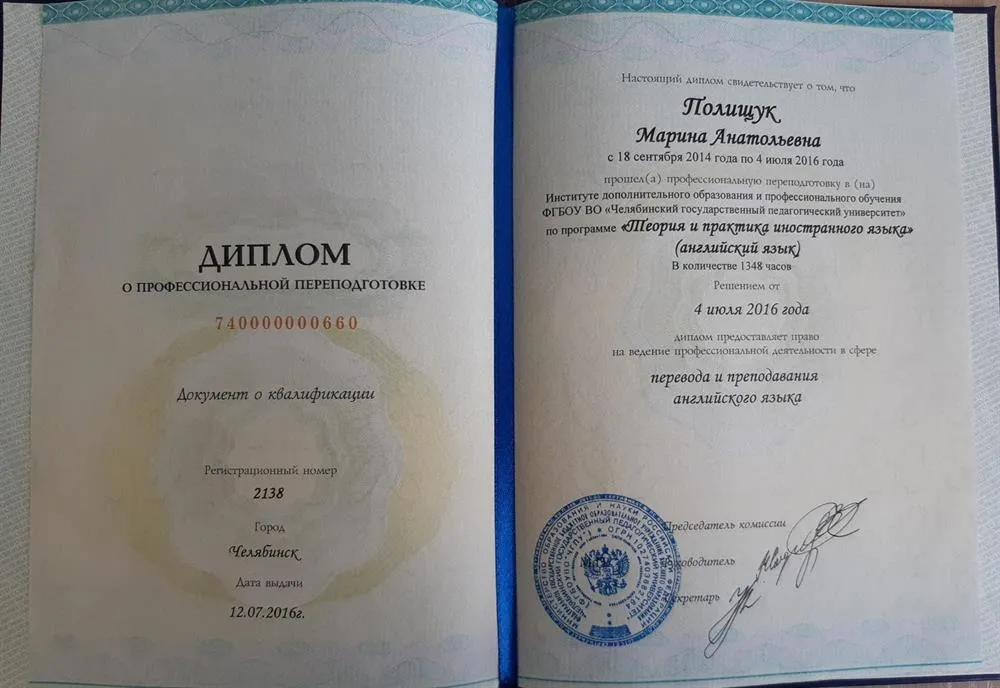 ДИПЛОМ
О ПРОФЕССИОНАЛЬНОЙ ПЕРЕПОДГОТОВКЕ
740000000660
Документ о квалификации
Регистрационный номер
2138
Город
Челябинск
Дата выдачи
12.07.2016г.
Настоящий диплом свидетельствует о том, что
Полищук
Марина Анатольевна
с 18 сентября 2014 года по 4 июля 2016 года
прошел(а) профессиональную переподготовку в (на)
Институте дополнительного образования и профессионального обучения
ФГБОУ ВО «Челябинский государственный педагогический университет»
по программе «Теория и практика иностранного языка»
(английский язык)
В количестве 1348 часов
Решением от
4 июля 2016 года
диплом предоставляет право
на ведение профессиональной деятельности в сфере
перевода и преподавания
английского языка
Председатель комиссии
Руководитель
Секретарь